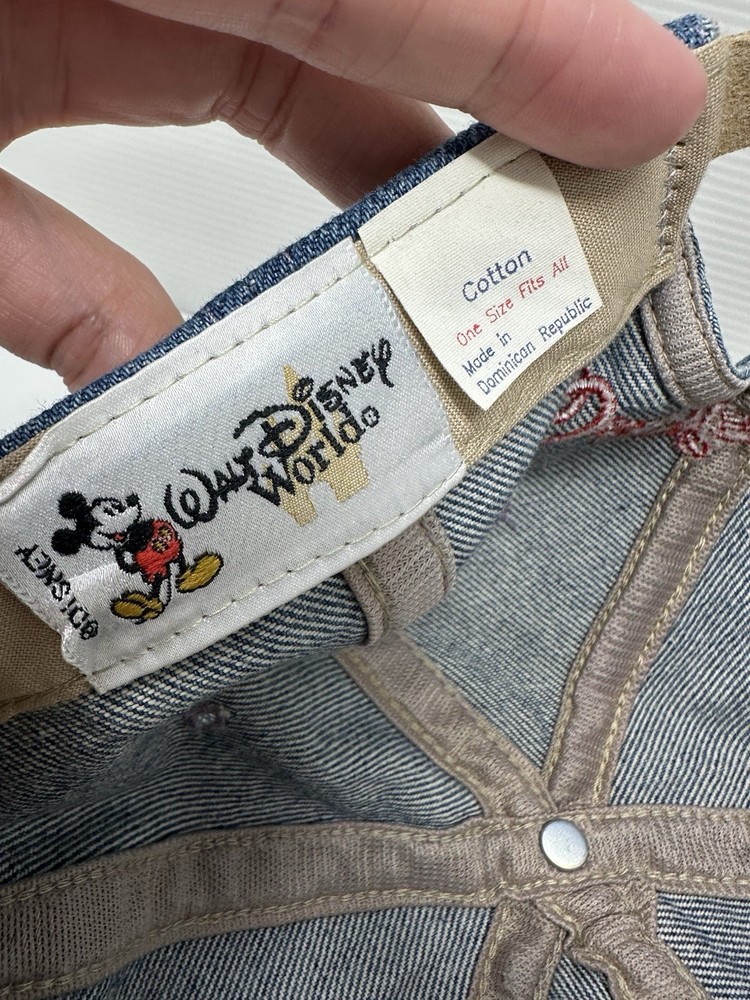 Cotton
One Size Fits All
Made in
Dominican Republic
WALT DISNEY
World®
©DISNEY